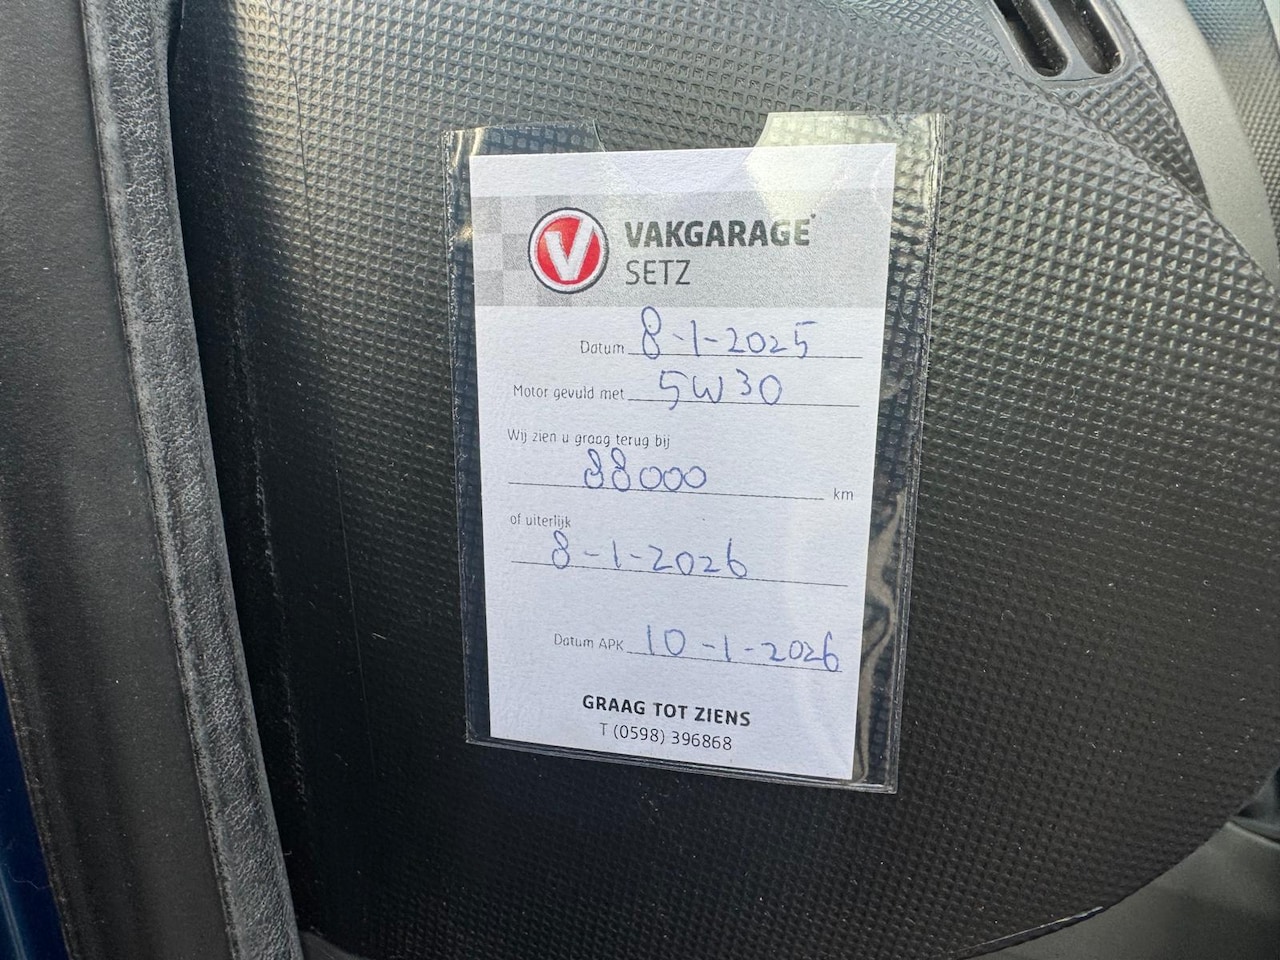 VAKGARAGE
SETZ
Datum 8-1-2025
Motor gevuld met 5W30
Wij zien u graag terug bij
88000 km
of uiterlijk
8-1-2026
Datum APK 10-1-2026
GRAAG TOT ZIENS
T (0598) 396868